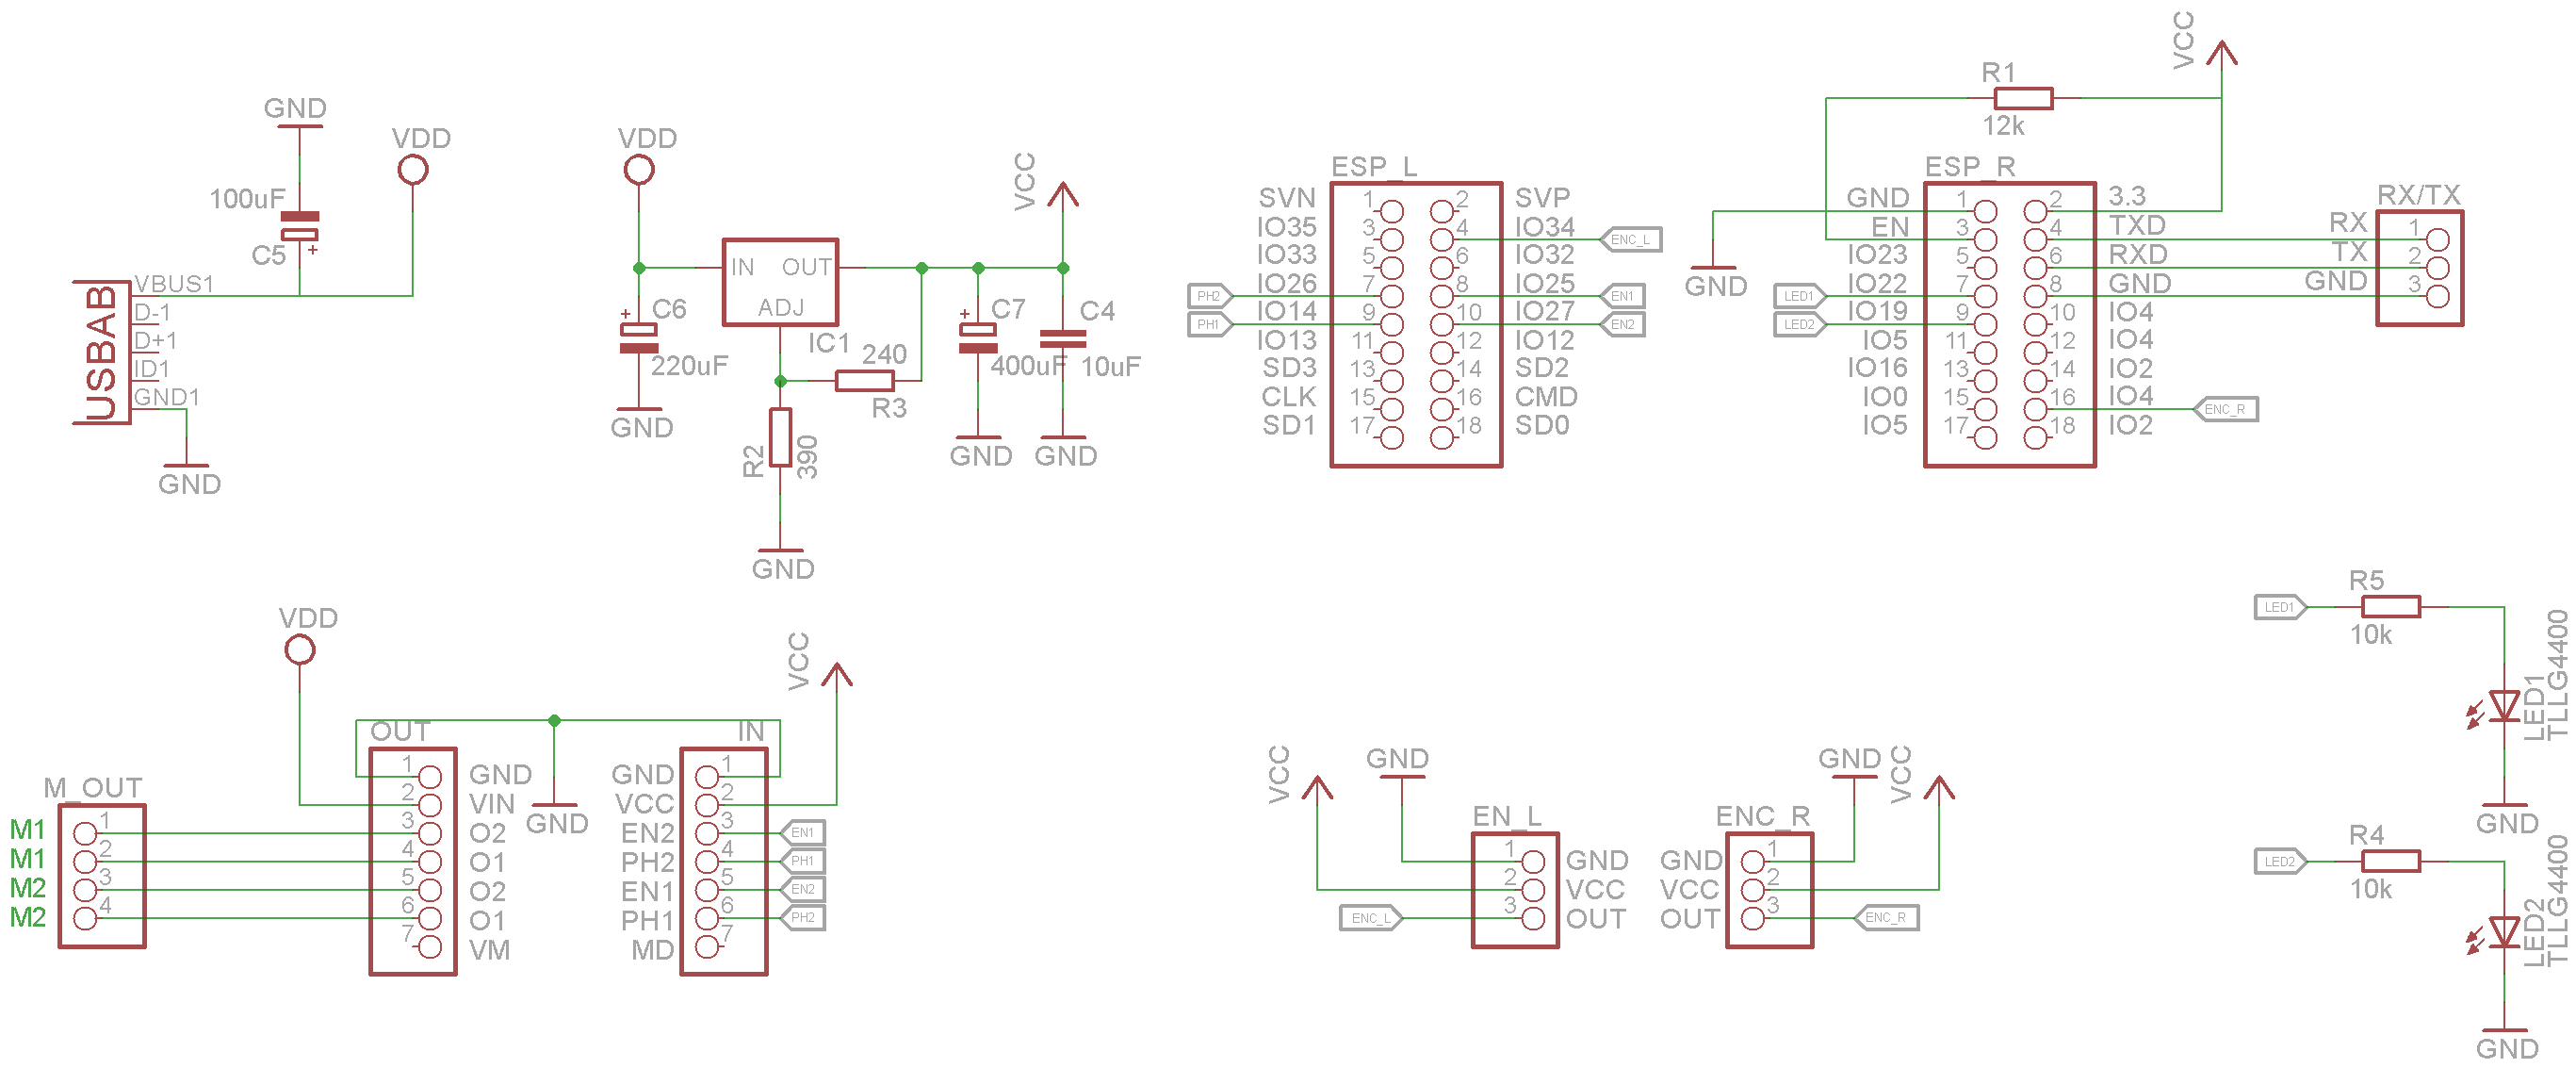 GND
100uF
C5
VDD
USBAB
VBUS1
D-1
D+1
ID1
GND1
GND
VDD
C6
220uF
GND
IN
OUT
ADJ
IC1
240
R3
R2
390
GND
VCC
C7
400uF
GND
C4
10uF
GND
ESP_L
SVN 1 2 SVP
IO35 3 4 IO34 ENC_L
IO33 5 6 IO32
PH2 IO26 7 8 IO25 EN1
PH1 IO14 9 10 IO27 EN2
IO13 11 12 IO12
SD3 13 14 SD2
CLK 15 16 CMD
SD1 17 18 SD0
VCC
R1
12k
ESP_R
GND 1 2 3.3
EN 3 4 TXD
IO23 5 6 RXD
LED1 IO22 7 8 GND
LED2 IO19 9 10 IO4
IO5 11 12 IO4
IO16 13 14 IO2
IO0 15 16 IO4 ENC_R
IO5 17 18 IO2
GND
RX/TX
RX 1
TX 2
GND 3
VDD
VCC
M_OUT
M1 1
M1 2
M2 3
M2 4
OUT
1 GND
2 VIN
3 O2
4 O1
5 O2
6 O1
7 VM
GND
IN
GND 1
VCC 2
EN2 3 EN1
PH2 4 PH1
EN1 5 EN2
PH1 6 PH2
MD 7
VCC
GND
EN_L
1 GND
2 VCC
ENC_L 3 OUT
GND
VCC
ENC_R
GND 1
VCC 2
OUT 3 ENC_R
LED1
R5
10k
LED1
TLLG4400
GND
LED2
R4
10k
LED2
TLLG4400
GND